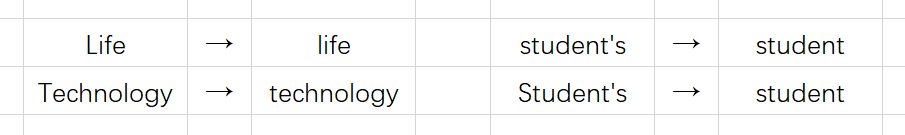 Life → life student's → student
Technology → technology Student's → student